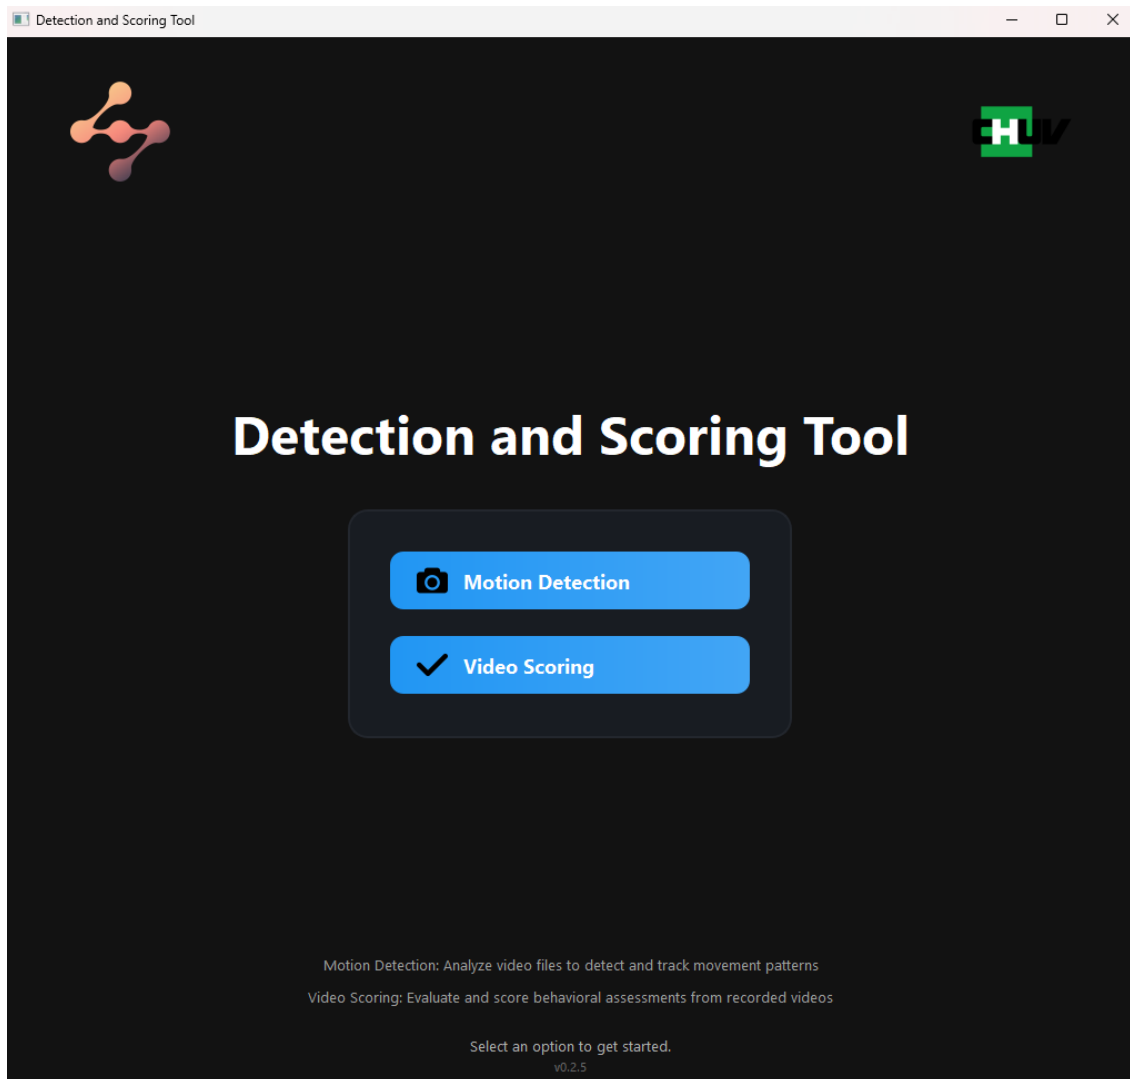 Detection and Scoring Tool
CHUV
Detection and Scoring Tool
Motion Detection
Video Scoring
Motion Detection: Analyze video files to detect and track movement patterns
Video Scoring: Evaluate and score behavioral assessments from recorded videos
Select an option to get started.
v0.2.5